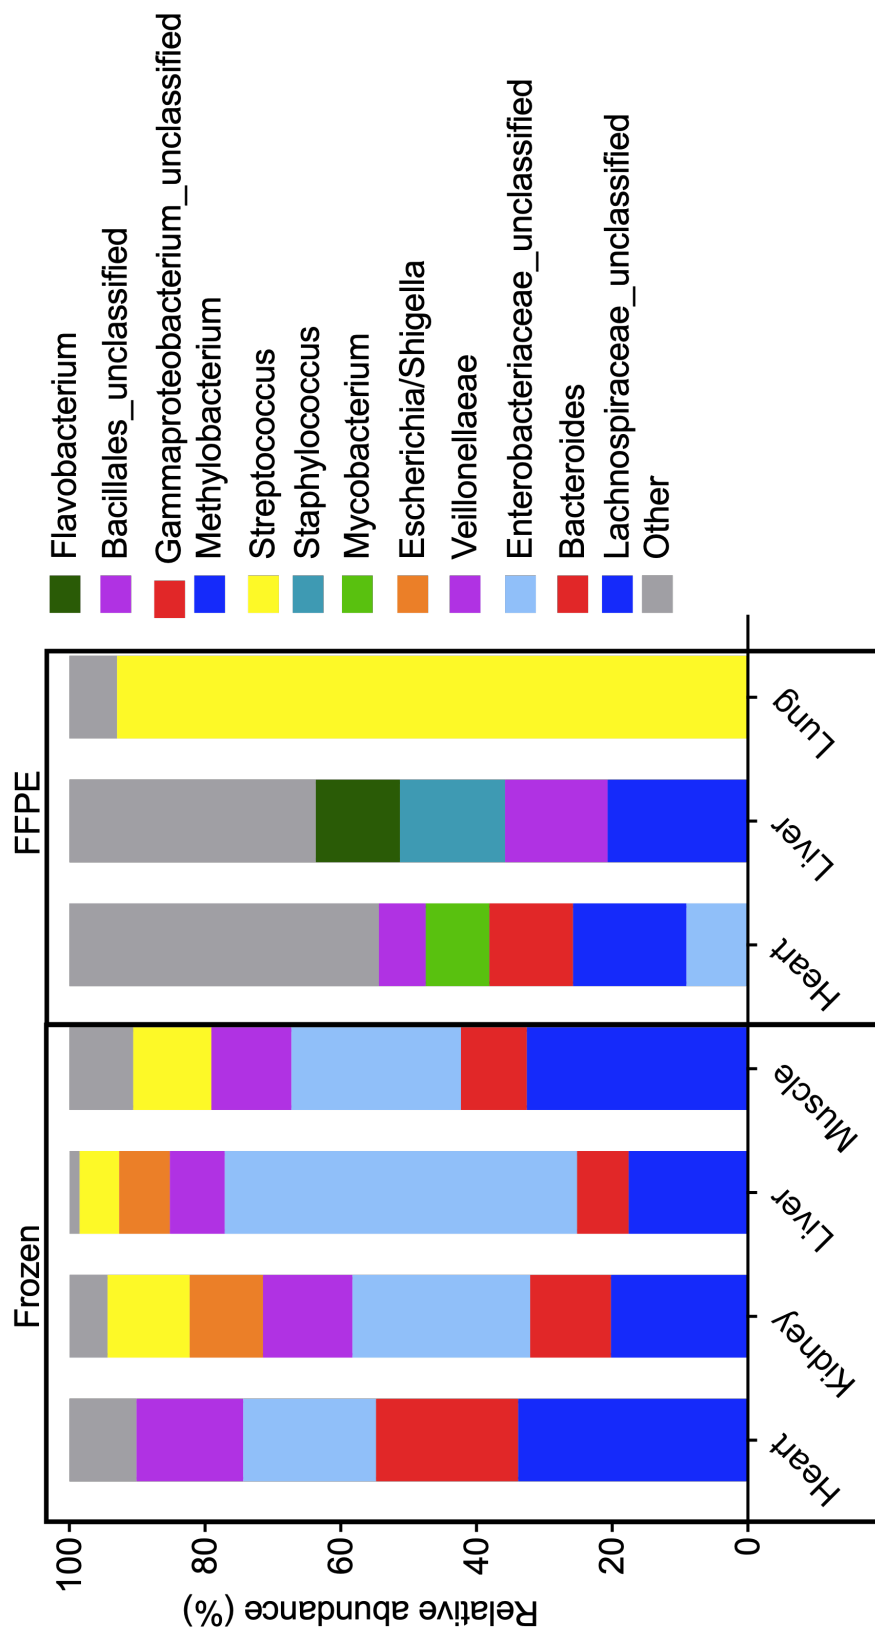 Frozen
FFPE
Relative abundance (%)
100
80
60
40
20
0
Heart
Kidney
Liver
Muscle
Heart
Liver
Lung
Flavobacterium
Bacillales_unclassified
Gammaproteobacterium_unclassified
Methylobacterium
Streptococcus
Staphylococcus
Mycobacterium
Escherichia/Shigella
Veillonellaeae
Enterobacteriaceae_unclassified
Bacteroides
Lachnospiraceae_unclassified
Other